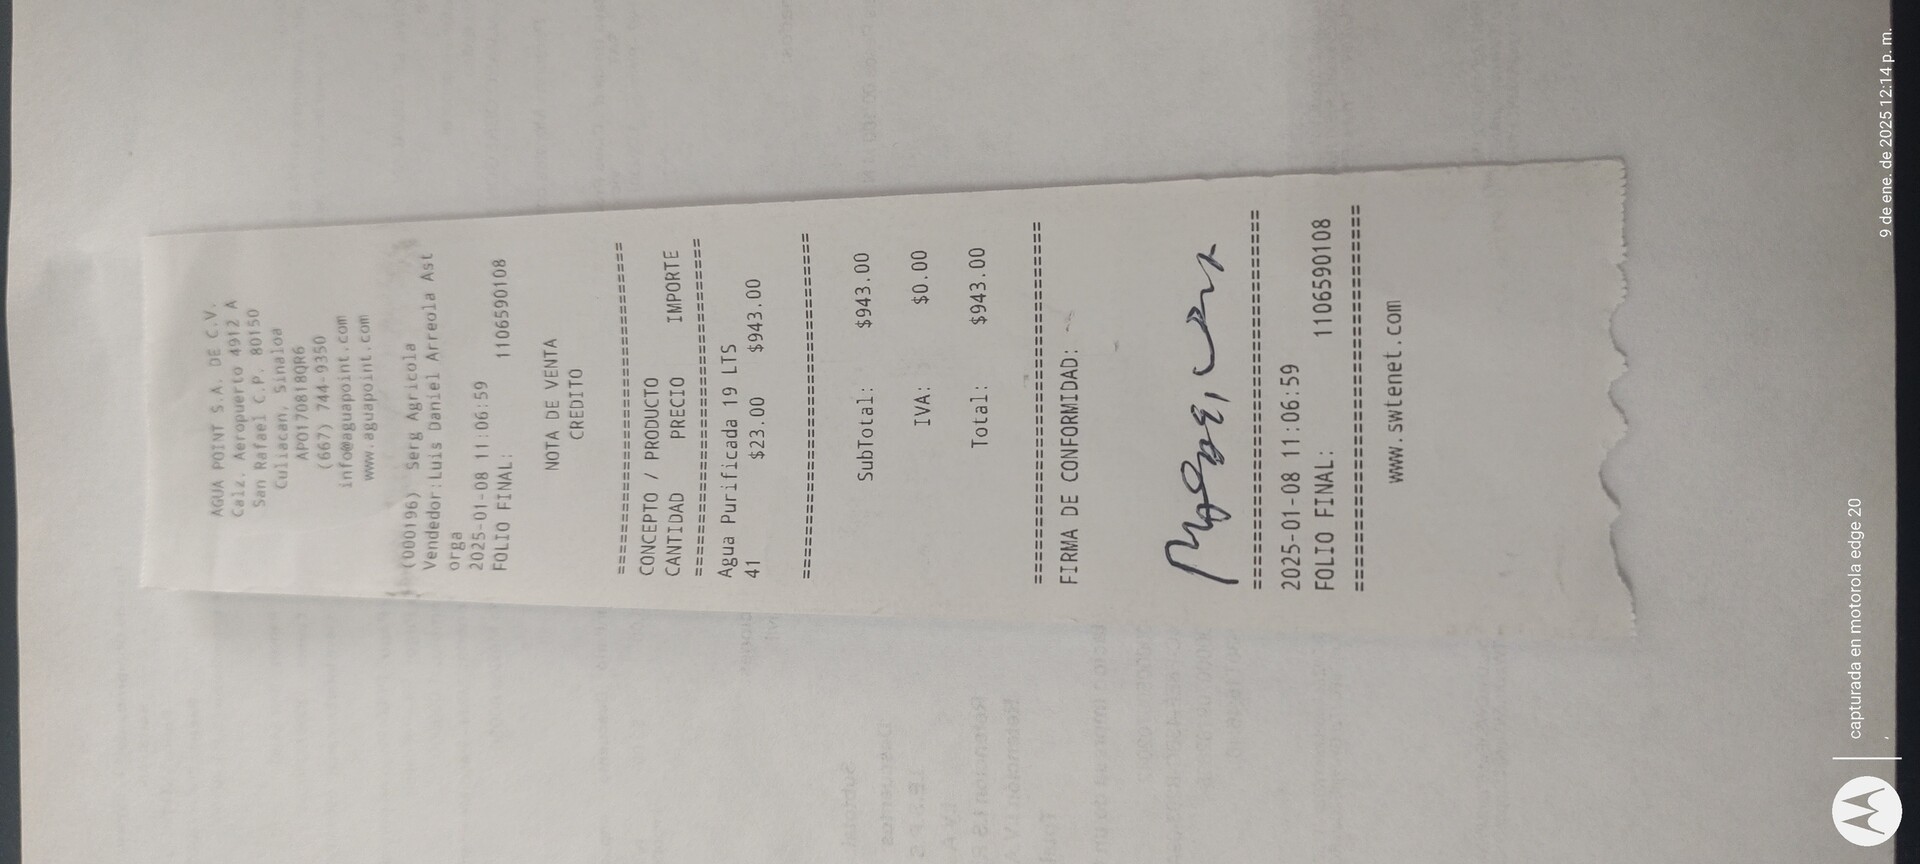 AGUA POINT S.A. DE C.V.
Calz. Aeropuerto 4912 A
San Rafael C.P. 80150
Culiacan, Sinaloa
APO170818QR6
(667) 744-9350
info@aguapoint.com
www.aguapoint.com
(000196) Serg Agricola
Vendedor:Luis Daniel Arreola Ast
orga
2025-01-08 11:06:59
FOLIO FINAL: 1106590108
NOTA DE VENTA
CREDITO
================================
CONCEPTO / PRODUCTO
CANTIDAD PRECIO IMPORTE
================================
Agua Purificada 19 LTS
41 $23.00 $943.00
================================
SubTotal: $943.00
IVA: $0.00
Total: $943.00
================================
FIRMA DE CONFORMIDAD:
================================
2025-01-08 11:06:59
FOLIO FINAL: 1106590108
================================
www.swtenet.com
capturada en motorola edge 20
9 de ene. de 2025 12:14 p. m.